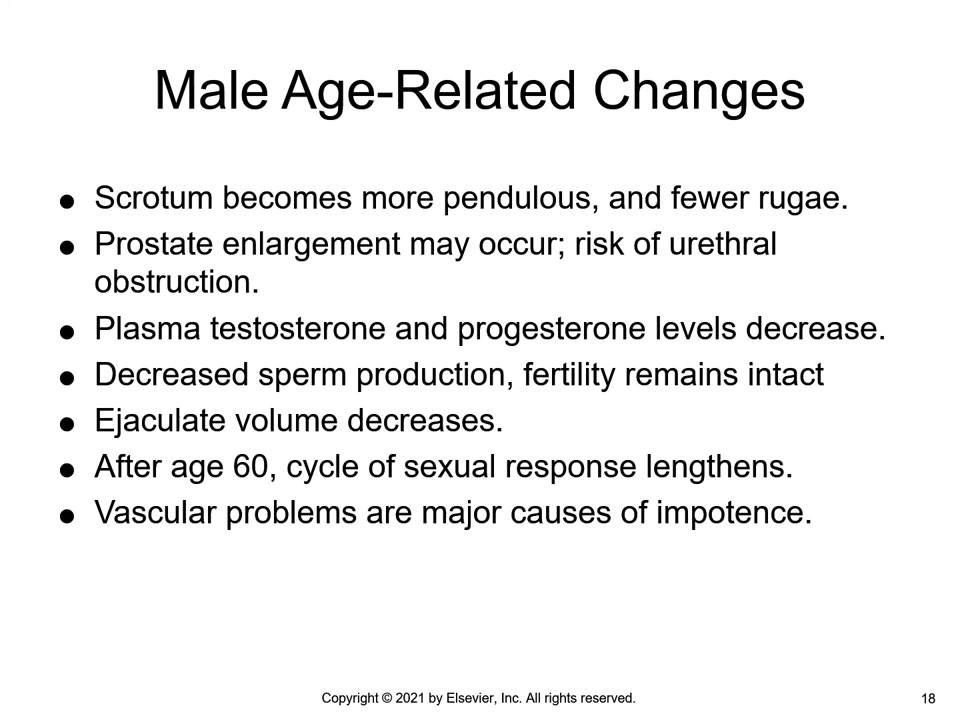 Male Age-Related Changes
● Scrotum becomes more pendulous, and fewer rugae.
● Prostate enlargement may occur; risk of urethral
obstruction.
● Plasma testosterone and progesterone levels decrease.
● Decreased sperm production, fertility remains intact
● Ejaculate volume decreases.
● After age 60, cycle of sexual response lengthens.
● Vascular problems are major causes of impotence.
Copyright © 2021 by Elsevier, Inc. All rights reserved.
18